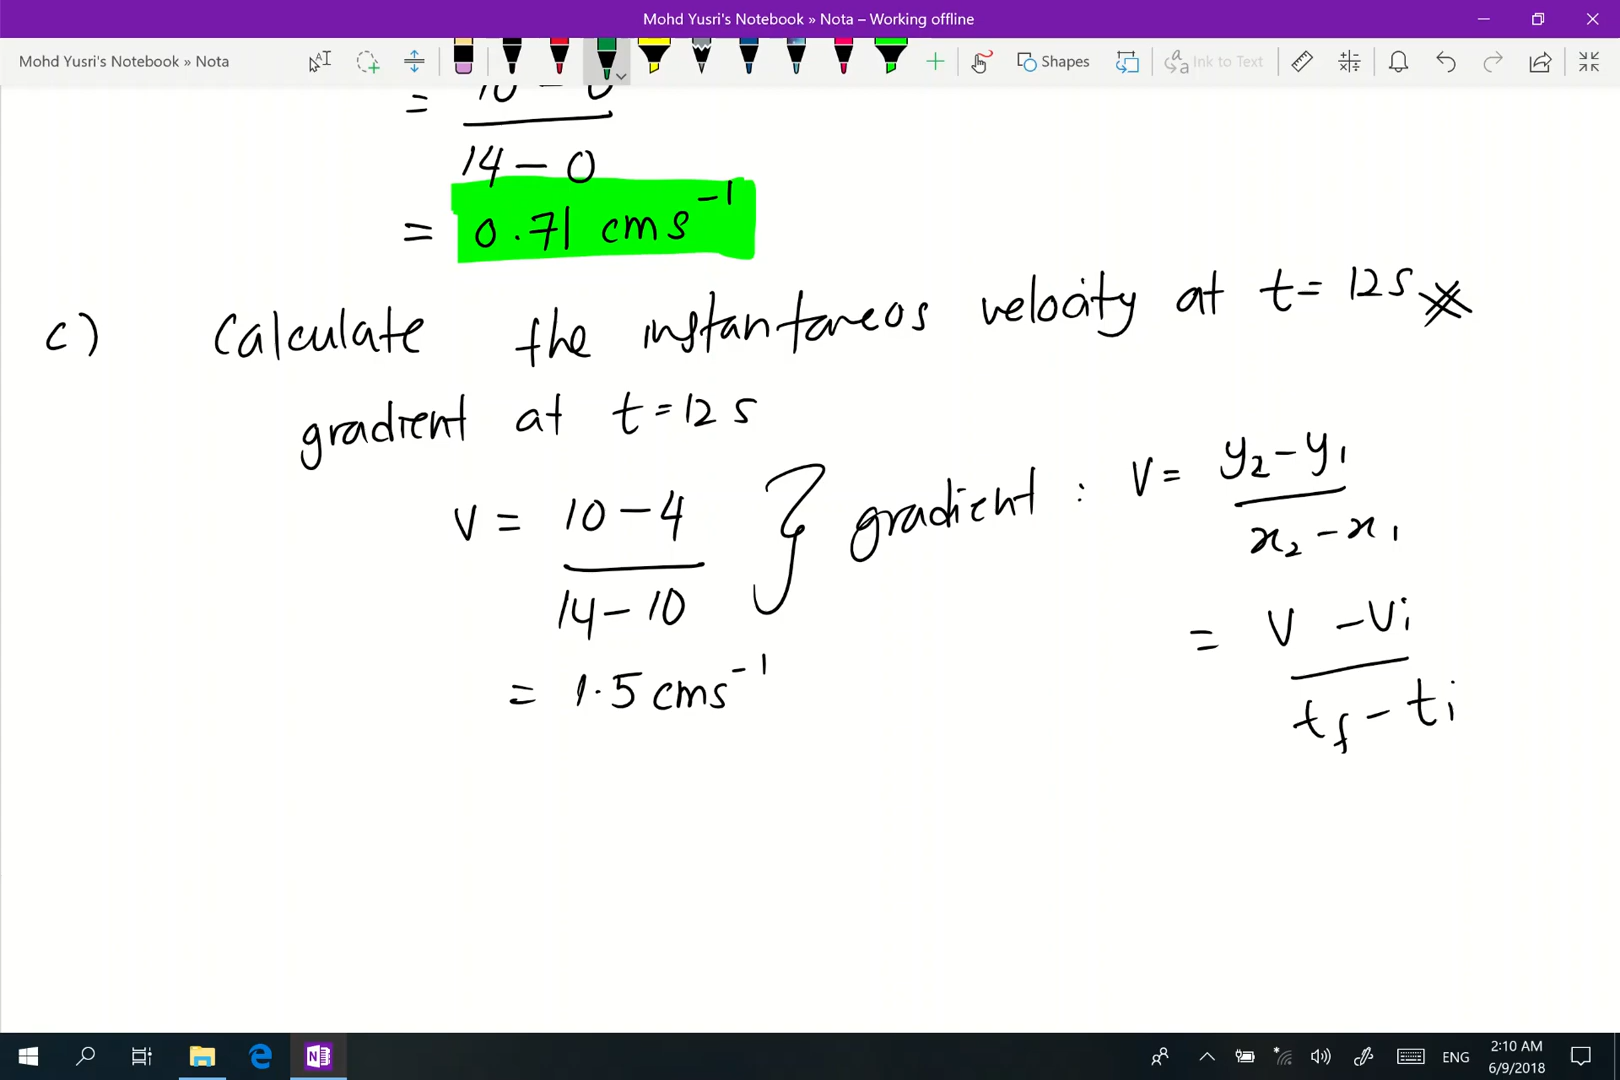 Mohd Yusri's Notebook » Nota – Working offline
Mohd Yusri's Notebook » Nota
Shapes
Ink to Text
= 10 – 0
14 – 0
= 0.71 cms⁻¹
c) Calculate the instantaneos velocity at t = 12 s
gradient at t = 12 s
v = 10 – 4
14 – 10
} gradient : v = y₂ – y₁
x₂ – x₁
= v – vi
tf – ti
= 1.5 cms⁻¹
ENG
2:10 AM
6/9/2018